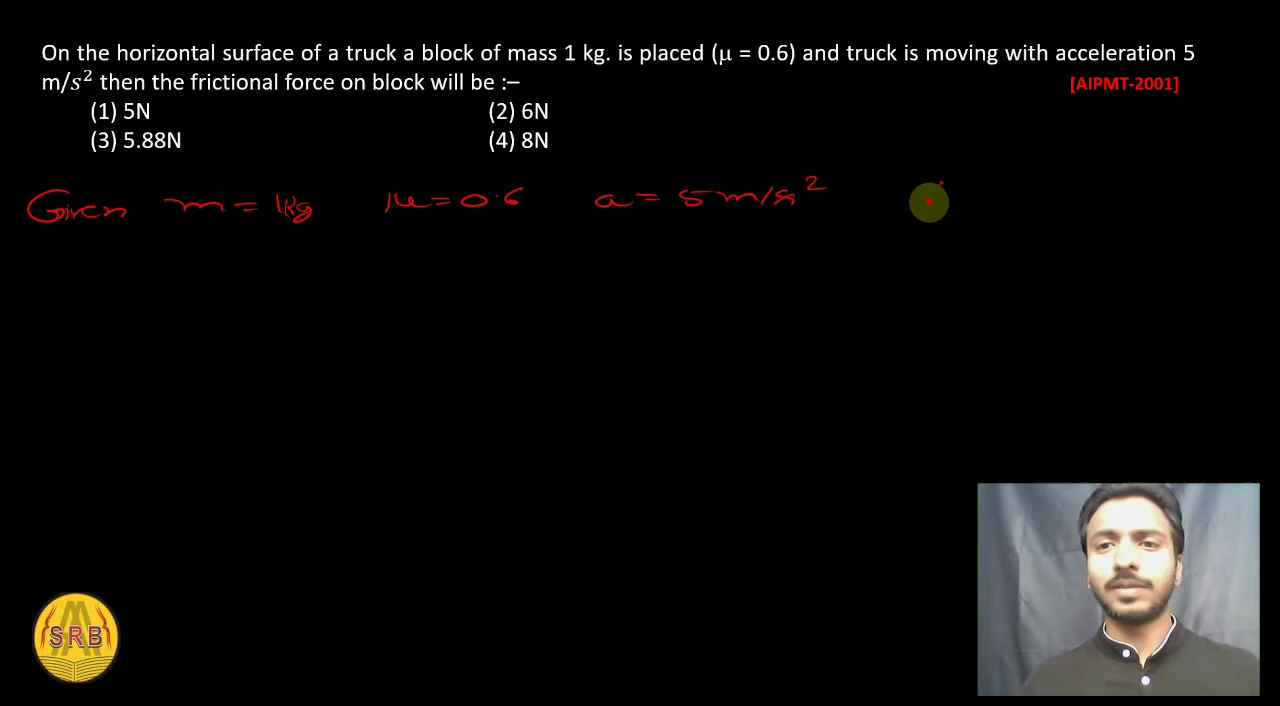 On the horizontal surface of a truck a block of mass 1 kg. is placed (μ = 0.6) and truck is moving with acceleration 5
m/s² then the frictional force on block will be :–
[AIPMT-2001]
(1) 5N (2) 6N
(3) 5.88N (4) 8N
Given m = 1kg μ = 0.6 a = 5 m/s²
SRB